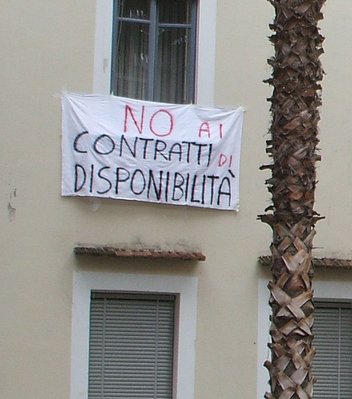 NO AI
CONTRATTI DI
DISPONIBILITÀ